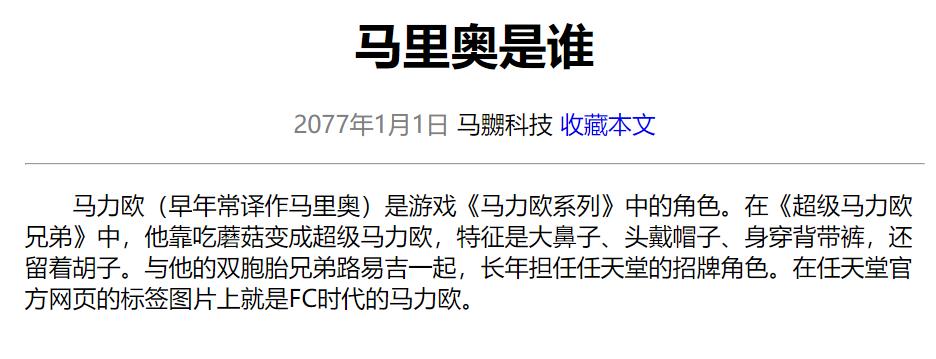 马里奥是谁
2077年1月1日 马嬲科技 收藏本文
马力欧（早年常译作马里奥）是游戏《马力欧系列》中的角色。在《超级马力欧
兄弟》中，他靠吃蘑菇变成超级马力欧，特征是大鼻子、头戴帽子、身穿背带裤，还
留着胡子。与他的双胞胎兄弟路易吉一起，长年担任任天堂的招牌角色。在任天堂官
方网页的标签图片上就是FC时代的马力欧。